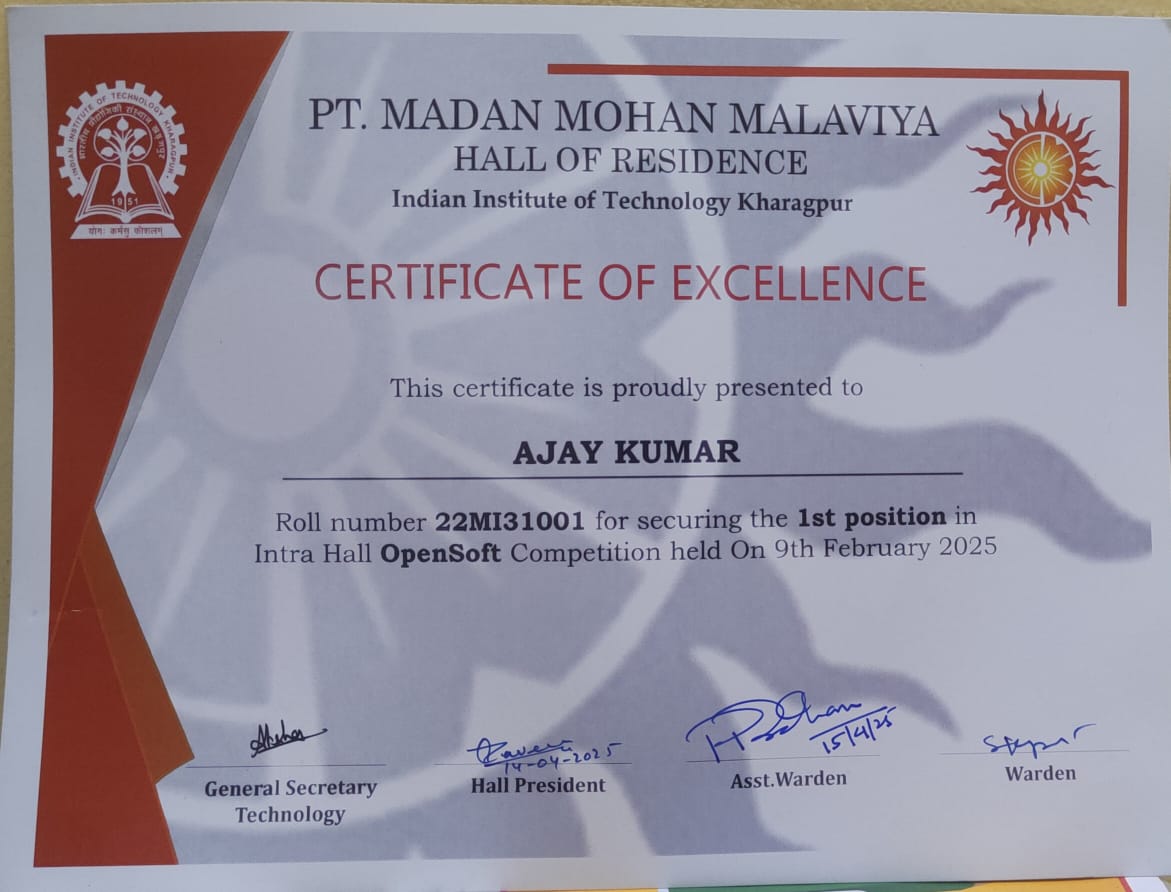 INDIAN INSTITUTE OF TECHNOLOGY KHARAGPUR
भारतीय प्रौद्योगिकी संस्थान खड़गपुर
1951
योगः कर्मसु कौशलम्
PT. MADAN MOHAN MALAVIYA
HALL OF RESIDENCE
Indian Institute of Technology Kharagpur
CERTIFICATE OF EXCELLENCE
This certificate is proudly presented to
AJAY KUMAR
Roll number 22MI31001 for securing the 1st position in
Intra Hall OpenSoft Competition held On 9th February 2025
14-04-2025
15/4/25
General Secretary
Technology
Hall President
Asst.Warden
Warden